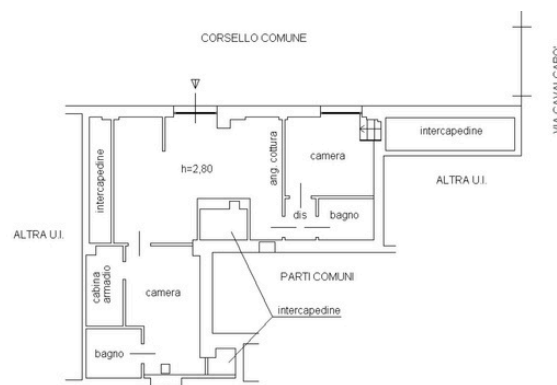 CORSELLO COMUNE
VIA CAVALCAROL
intercapedine
camera
ang. cottura
h=2,80
intercapedine
ALTRA U.I.
dis
bagno
ALTRA U.I.
PARTI COMUNI
cabina
armadio
camera
intercapedine
bagno